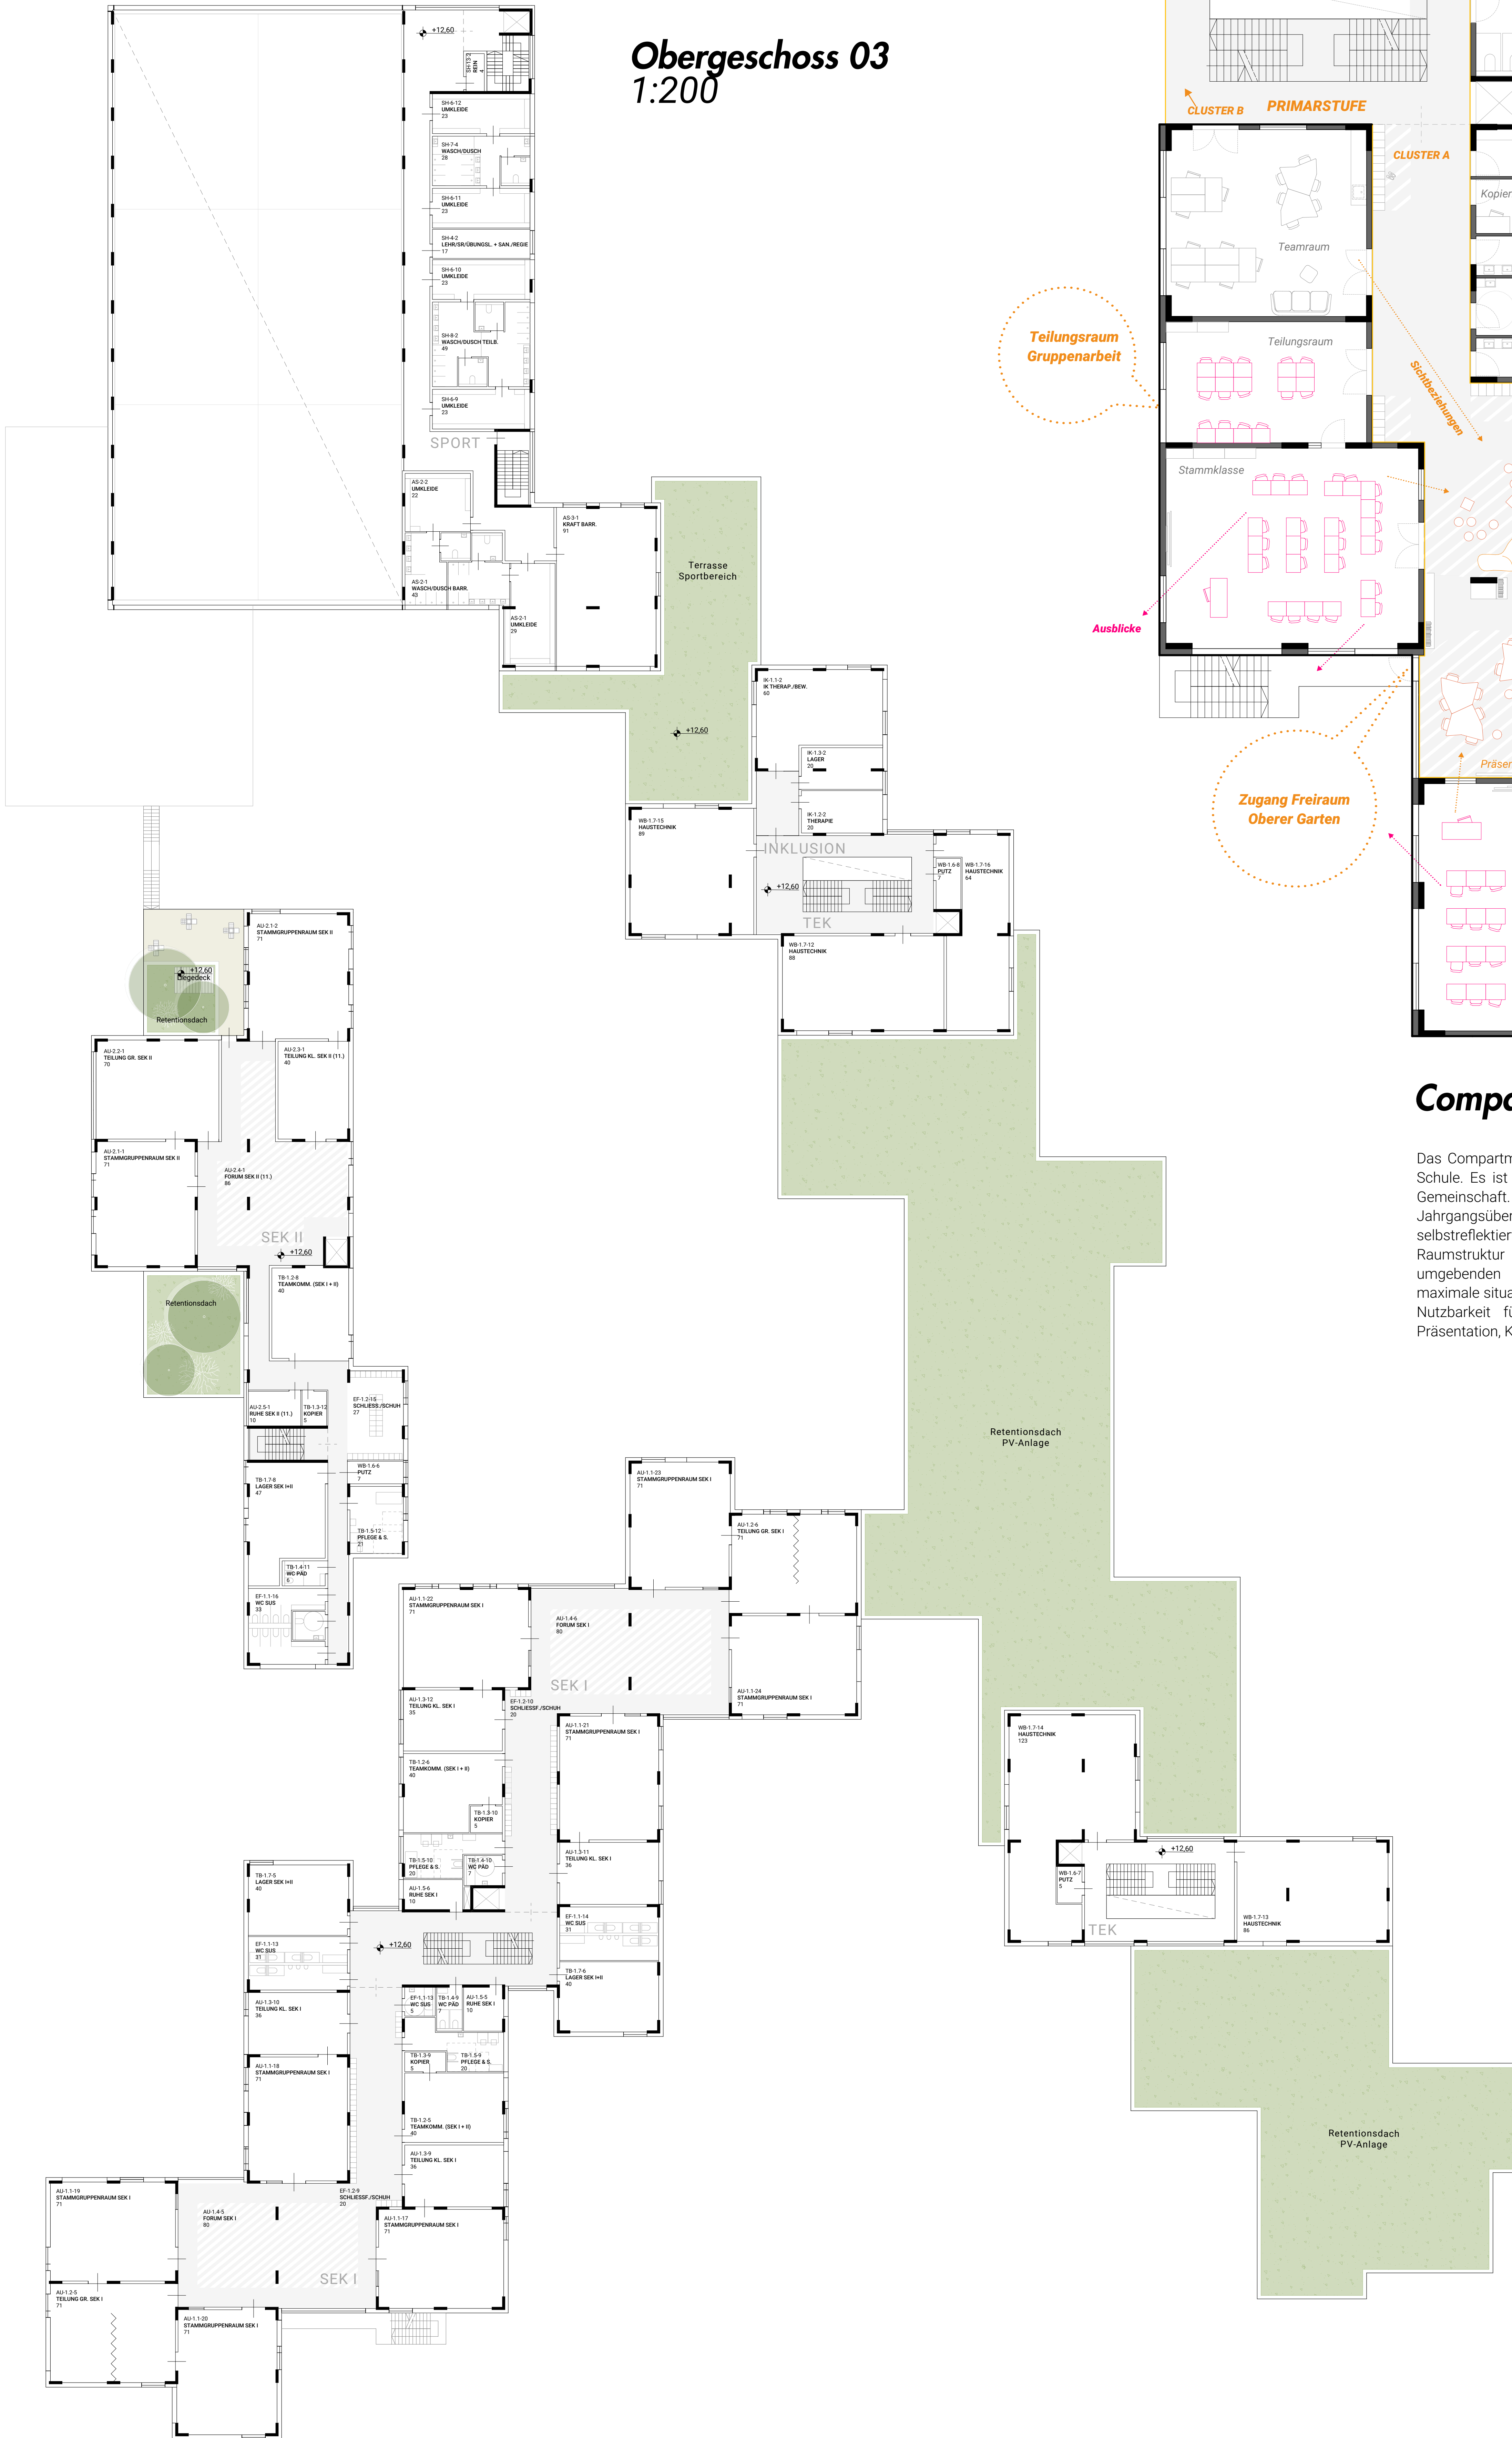 Obergeschoss 03
1:200
+12,60
SH-13-2
REIN
4
SH-6-12
UMKLEIDE
23
SH-7-4
WASCH/DUSCH
28
SH-6-11
UMKLEIDE
23
SH-4-2
LEHR/SR/ÜBUNGSL. + SAN./REGIE
17
SH-6-10
UMKLEIDE
23
SH-8-2
WASCH/DUSCH TEILB.
49
SH-6-9
UMKLEIDE
23
SPORT
AS-2-2
UMKLEIDE
22
AS-3-1
KRAFT BARR.
91
AS-2-1
WASCH/DUSCH BARR.
43
AS-2-1
UMKLEIDE
29
Terrasse
Sportbereich
+12,60
IK-1.1-2
IK THERAP./BEW.
60
IK-1.3-2
LAGER
20
IK-1.2-2
THERAPIE
20
WB-1.7-15
HAUSTECHNIK
89
INKLUSION
+12,60
TEK
WB-1.6-8
PUTZ
7
WB-1.7-16
HAUSTECHNIK
64
WB-1.7-12
HAUSTECHNIK
88
AU-2.1-2
STAMMGRUPPENRAUM SEK II
71
+12,60
Liegedeck
Retentionsdach
AU-2.2-1
TEILUNG GR. SEK II
70
AU-2.3-1
TEILUNG KL. SEK II (11.)
40
AU-2.1-1
STAMMGRUPPENRAUM SEK II
71
AU-2.4-1
FORUM SEK II (11.)
86
SEK II
+12,60
TB-1.2-8
TEAMKOMM. (SEK I + II)
40
Retentionsdach
AU-2.5-1
RUHE SEK II (11.)
10
TB-1.3-12
KOPIER
5
EF-1.2-15
SCHLIESS./SCHUH
27
WB-1.6-6
PUTZ
7
TB-1.7-8
LAGER SEK I+II
47
TB-1.5-12
PFLEGE & S.
21
TB-1.4-11
WC PÄD
6
EF-1.1-16
WC SUS
33
AU-1.1-23
STAMMGRUPPENRAUM SEK I
71
AU-1.2-6
TEILUNG GR. SEK I
71
AU-1.1-22
STAMMGRUPPENRAUM SEK I
71
AU-1.4-6
FORUM SEK I
80
SEK I
AU-1.1-24
STAMMGRUPPENRAUM SEK I
71
AU-1.3-12
TEILUNG KL. SEK I
35
EF-1.2-10
SCHLIESSF./SCHUH
20
AU-1.1-21
STAMMGRUPPENRAUM SEK I
71
TB-1.2-6
TEAMKOMM. (SEK I + II)
40
TB-1.3-10
KOPIER
5
TB-1.5-10
PFLEGE & S.
20
TB-1.4-10
WC PÄD
7
AU-1.3-11
TEILUNG KL. SEK I
36
AU-1.5-6
RUHE SEK I
10
TB-1.7-5
LAGER SEK I+II
40
EF-1.1-14
WC SUS
31
EF-1.1-13
WC SUS
31
+12,60
TB-1.7-6
LAGER SEK I+II
40
AU-1.3-10
TEILUNG KL. SEK I
36
EF-1.1-13
WC SUS
5
TB-1.4-9
WC PÄD
7
AU-1.5-5
RUHE SEK I
10
AU-1.1-18
STAMMGRUPPENRAUM SEK I
71
TB-1.3-9
KOPIER
5
TB-1.5-9
PFLEGE & S.
20
TB-1.2-5
TEAMKOMM. (SEK I + II)
40
AU-1.3-9
TEILUNG KL. SEK I
36
EF-1.2-9
SCHLIESSF./SCHUH
20
AU-1.1-19
STAMMGRUPPENRAUM SEK I
71
AU-1.4-5
FORUM SEK I
80
AU-1.1-17
STAMMGRUPPENRAUM SEK I
71
SEK I
AU-1.2-5
TEILUNG GR. SEK I
71
AU-1.1-20
STAMMGRUPPENRAUM SEK I
71
Retentionsdach
PV-Anlage
WB-1.7-14
HAUSTECHNIK
123
+12,60
WB-1.6-7
PUTZ
5
TEK
WB-1.7-13
HAUSTECHNIK
86
Retentionsdach
PV-Anlage
CLUSTER B
PRIMARSTUFE
CLUSTER A
Kopier
Teamraum
Teilungsraum
Teilungsraum
Gruppenarbeit
Sichtbeziehungen
Stammklasse
Ausblicke
Präsen
Zugang Freiraum
Oberer Garten
Compa
Das Compartm
Schule. Es ist
Gemeinschaft.
Jahrgangsüber
selbstreflektier
Raumstruktur
umgebenden
maximale situa
Nutzbarkeit fü
Präsentation, K